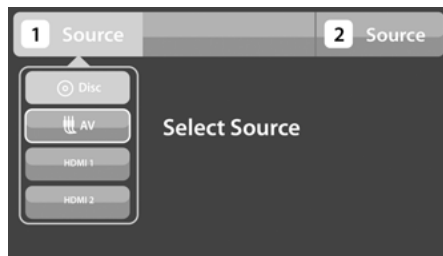 1 Source
2 Source
Disc
AV
Select Source
HDMI 1
HDMI 2